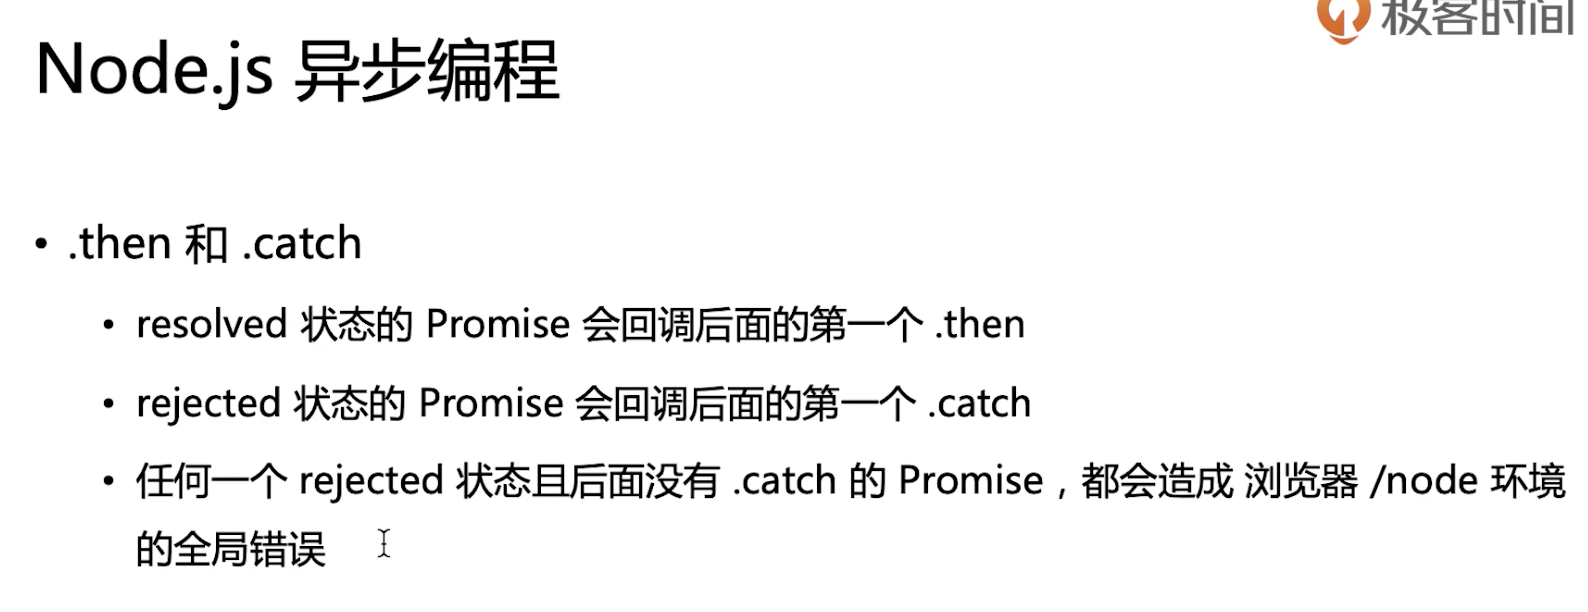 极客时间
Node.js 异步编程
• .then 和 .catch
• resolved 状态的 Promise 会回调后面的第一个 .then
• rejected 状态的 Promise 会回调后面的第一个 .catch
• 任何一个 rejected 状态且后面没有 .catch 的 Promise，都会造成 浏览器 /node 环境
的全局错误